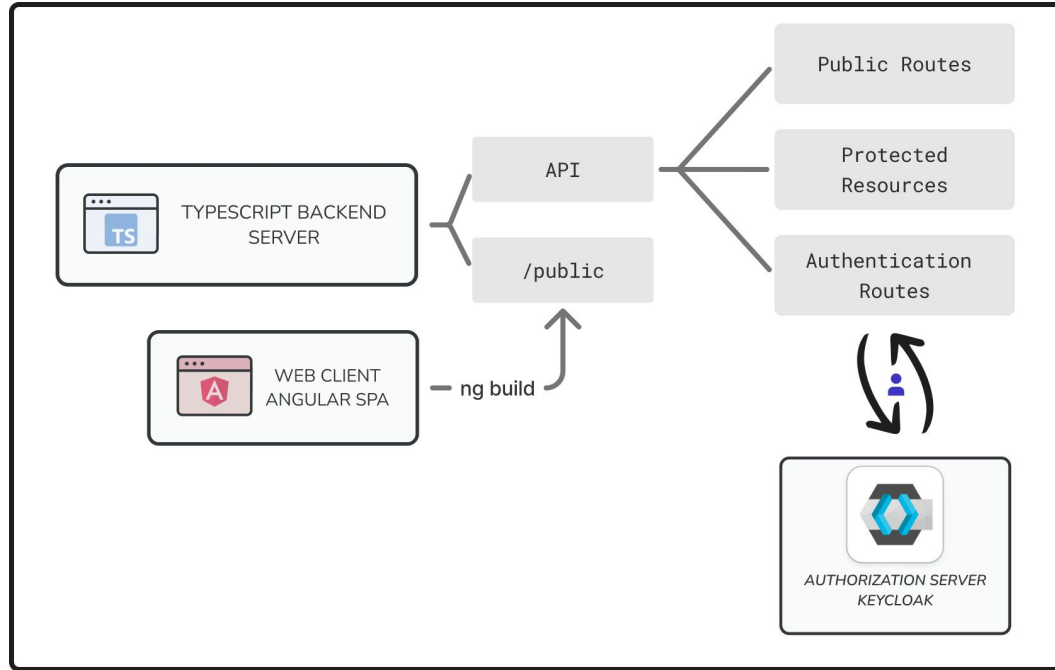 Public Routes
API
Protected
Resources
TS
TYPESCRIPT BACKEND
SERVER
/public
Authentication
Routes
A
WEB CLIENT
ANGULAR SPA
ng build
AUTHORIZATION SERVER
KEYCLOAK